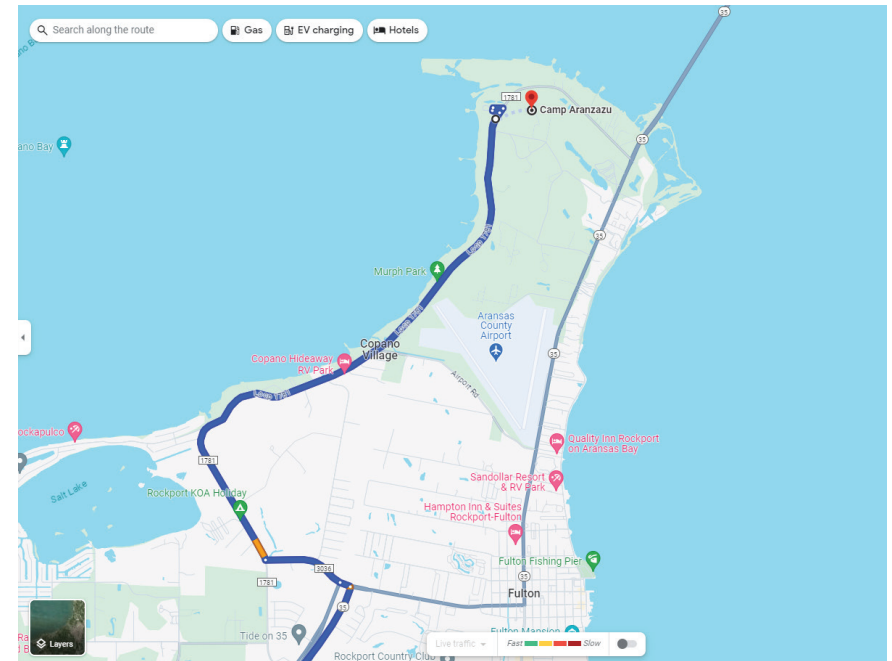 35
Search along the route
Gas
EV charging
Hotels
1781
Camp Aranzazu
35
ano Bay
35
Loop 1781
Murph Park
Aransas
County
Airport
Loop 1781
Copano
Village
35
Copano Hideaway
RV Park
Airport Rd
Loop 1781
ockapulco
Quality Inn Rockport
on Aransas Bay
1781
Sandollar Resort
& RV Park
Salt Lake
Rockport KOA Holiday
Hampton Inn & Suites
Rockport-Fulton
Fulton Fishing Pier
3036
35
1781
Fulton
35
Layers
Tide on 35
Fulton Mansion
Live traffic
Fast
Slow
Rockport Country Club